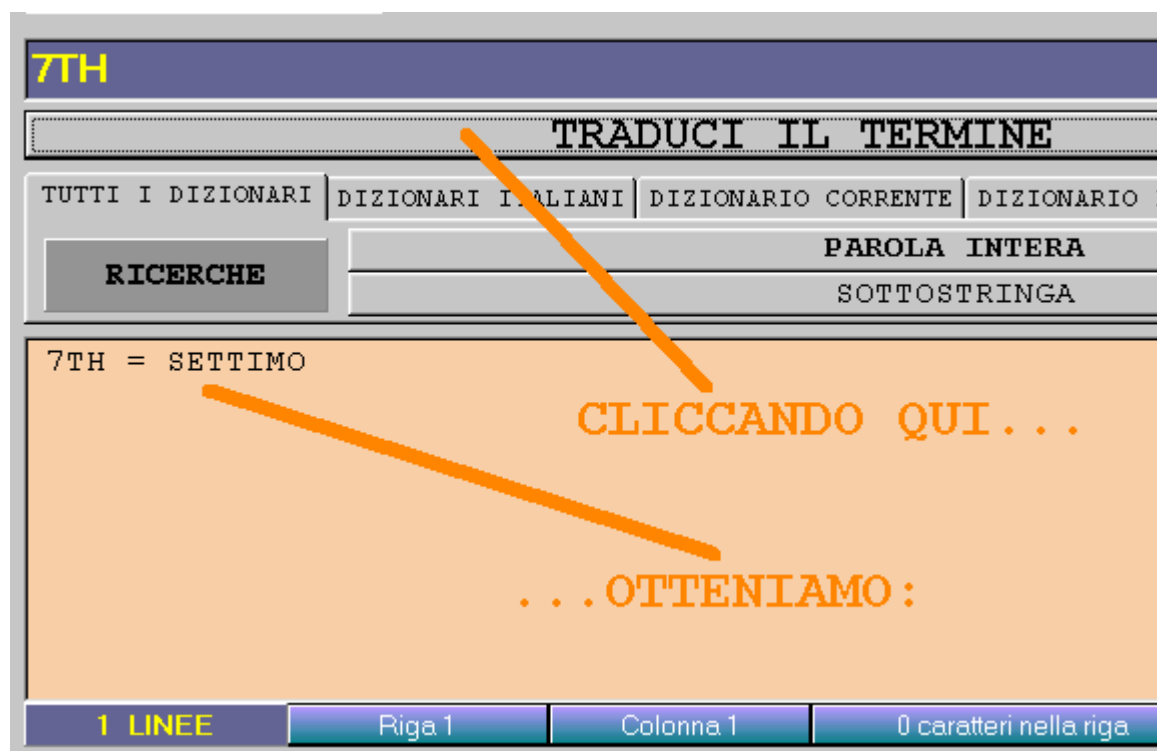 7TH
TRADUCI IL TERMINE
TUTTI I DIZIONARI DIZIONARI ITALIANI DIZIONARIO CORRENTE DIZIONARIO
RICERCHE
PAROLA INTERA
SOTTOSTRINGA
7TH = SETTIMO
CLICCANDO QUI...
...OTTENIAMO:
1 LINEE Riga 1 Colonna 1 0 caratteri nella riga